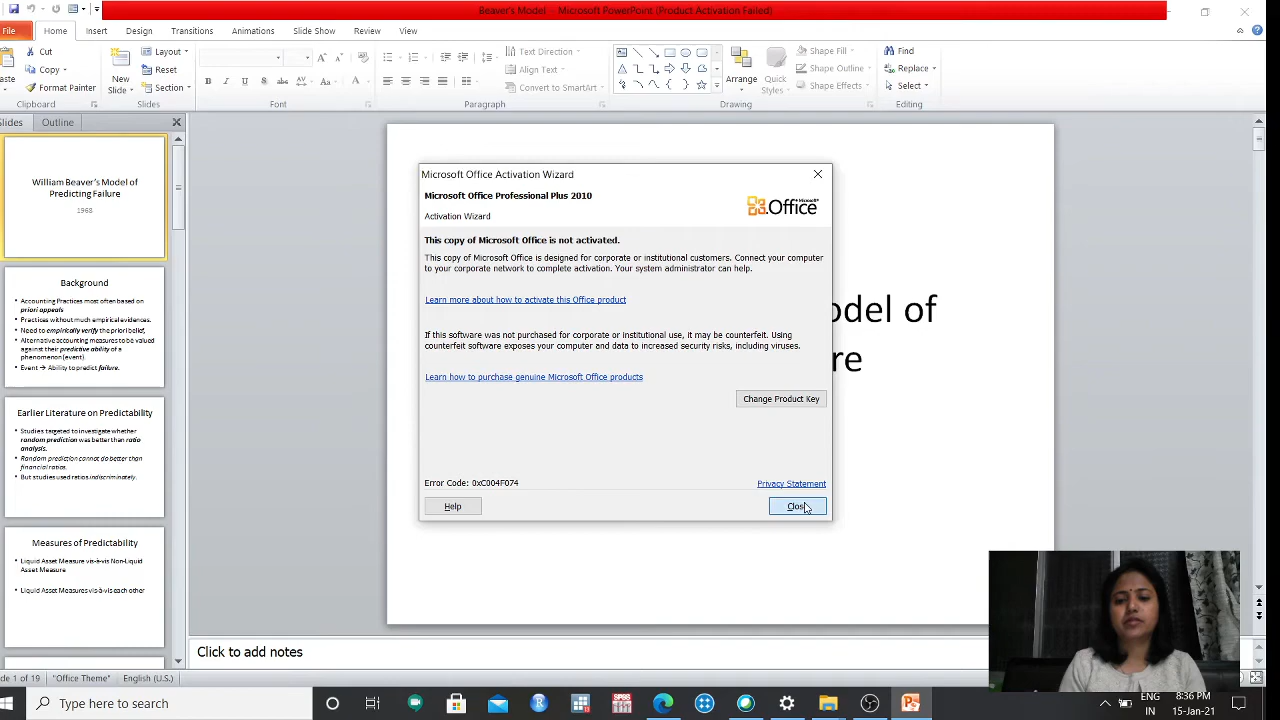 Beaver's Model - Microsoft PowerPoint (Product Activation Failed)
File Home Insert Design Transitions Animations Slide Show Review View
Cut
Copy
Format Painter
Clipboard
New
Slide
Layout
Reset
Section
Slides
B I U S abc AV Aa A
Font
Text Direction
Align Text
Convert to SmartArt
Paragraph
Arrange
Quick
Styles
Shape Fill
Shape Outline
Shape Effects
Drawing
Find
Replace
Select
Editing
Slides Outline
William Beaver's Model of
Predicting Failure
1968
Background
• Accounting Practices most often based on
priori appeals
• Practices without much empirical evidences.
• Need to empirically verify the priori belief,
• Alternative accounting measures to be valued
against their predictive ability of a
phenomenon (event)
• Event → Ability to predict failure.
Earlier Literature on Predictability
• Studies targeted to investigate whether
random prediction was better than ratio
analysis.
• Random prediction cannot do better than
financial ratios.
• But studies used ratios indiscriminately.
Measures of Predictability
• Liquid Asset Measure vis-à-vis Non-Liquid
Asset Measure
• Liquid Asset Measures vis-à-vis each other
Microsoft Office Activation Wizard
Microsoft Office Professional Plus 2010
Activation Wizard
Microsoft
Office
This copy of Microsoft Office is not activated.
This copy of Microsoft Office is designed for corporate or institutional customers. Connect your computer
to your corporate network to complete activation. Your system administrator can help.
Learn more about how to activate this Office product
If this software was not purchased for corporate or institutional use, it may be counterfeit. Using
counterfeit software exposes your computer and data to increased security risks, including viruses.
Learn how to purchase genuine Microsoft Office products
Change Product Key
Error Code: 0xC004F074
Privacy Statement
Help
odel of
re
Click to add notes
1 of 19 "Office Theme" English (U.S.)
Type here to search
SPSS
ENG
IN
8:36 PM
15-Jan-21